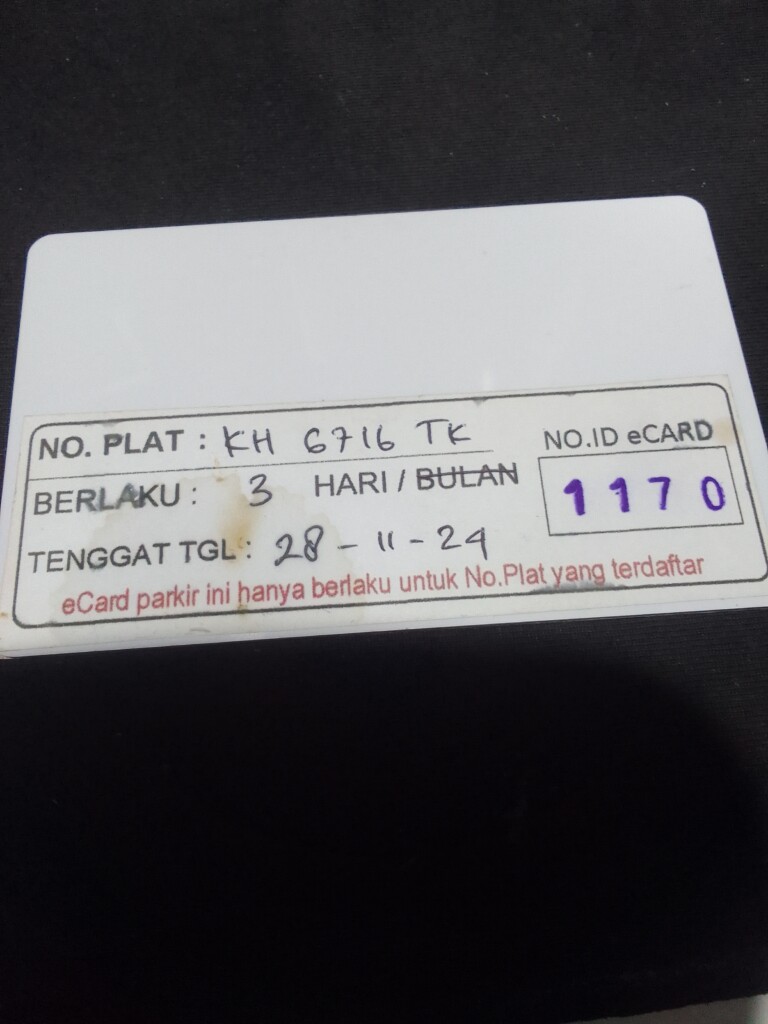 NO. PLAT : KH 6716 TK
NO.ID eCARD
BERLAKU : 3 HARI / BULAN
1170
TENGGAT TGL : 28 - 11 - 24
eCard parkir ini hanya berlaku untuk No.Plat yang terdaftar